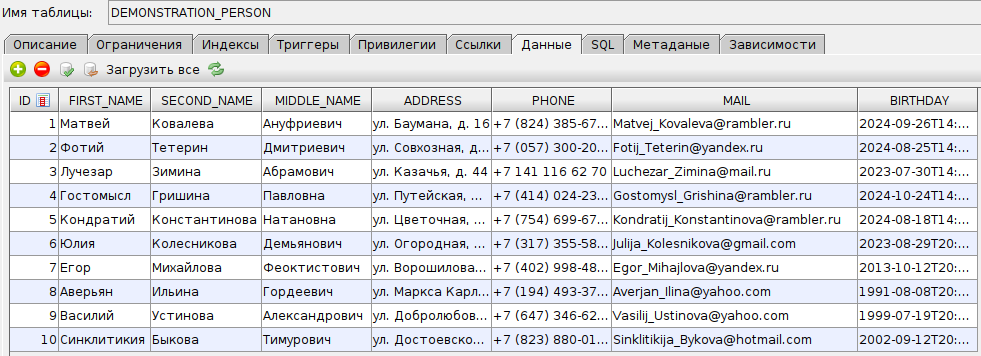 Имя таблицы: DEMONSTRATION_PERSON
Описание Ограничения Индексы Триггеры Привилегии Ссылки Данные SQL Метаданые Зависимости
Загрузить все
ID FIRST_NAME SECOND_NAME MIDDLE_NAME ADDRESS PHONE MAIL BIRTHDAY
1 Матвей Ковалева Ануфриевич ул. Баумана, д. 16 +7 (824) 385-67... Matvej_Kovaleva@rambler.ru 2024-09-26T14:...
2 Фотий Тетерин Дмитриевич ул. Совхозная, д... +7 (057) 300-20... Fotij_Teterin@yandex.ru 2024-08-25T14:...
3 Лучезар Зимина Абрамович ул. Казачья, д. 44 +7 141 116 62 70 Luchezar_Zimina@mail.ru 2023-07-30T14:...
4 Гостомысл Гришина Павловна ул. Путейская, ... +7 (414) 024-23... Gostomysl_Grishina@rambler.ru 2024-10-24T14:...
5 Кондратий Константинова Натановна ул. Цветочная, ... +7 (754) 699-67... Kondratij_Konstantinova@rambler.ru 2024-08-18T14:...
6 Юлия Колесникова Демьянович ул. Огородная, ... +7 (317) 355-58... Julija_Kolesnikova@gmail.com 2023-08-29T20:...
7 Егор Михайлова Феоктистович ул. Ворошилова... +7 (402) 998-48... Egor_Mihajlova@yandex.ru 2013-10-12T20:...
8 Аверьян Ильина Гордеевич ул. Маркса Карл... +7 (194) 493-37... Averjan_Ilina@yahoo.com 1991-08-08T20:...
9 Василий Устинова Александрович ул. Добролюбов... +7 (647) 346-62... Vasilij_Ustinova@yahoo.com 1999-07-19T20:...
10 Синклитикия Быкова Тимурович ул. Достоевско... +7 (823) 880-01... Sinklitikija_Bykova@hotmail.com 2002-09-12T20:...